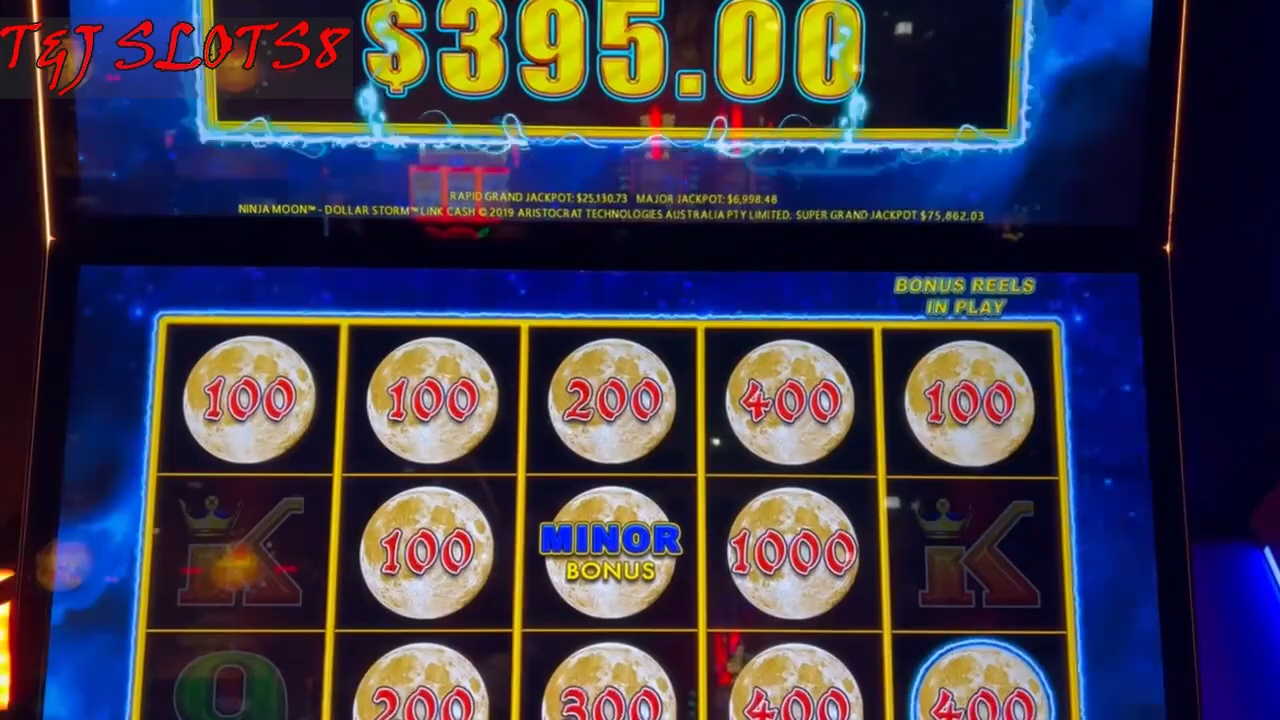 T&J SLOTS8
$395.00
RAPID GRAND JACKPOT: $25,130.73 MAJOR JACKPOT: $6,998.48
NINJA MOON™ - DOLLAR STORM™ LINK CASH © 2019 ARISTOCRAT TECHNOLOGIES AUSTRALIA PTY LIMITED. SUPER GRAND JACKPOT $75,862.03
BONUS REELS
IN PLAY
100 100 200 400 100
K 100 MINOR BONUS 1000 K
9 200 300 400 400